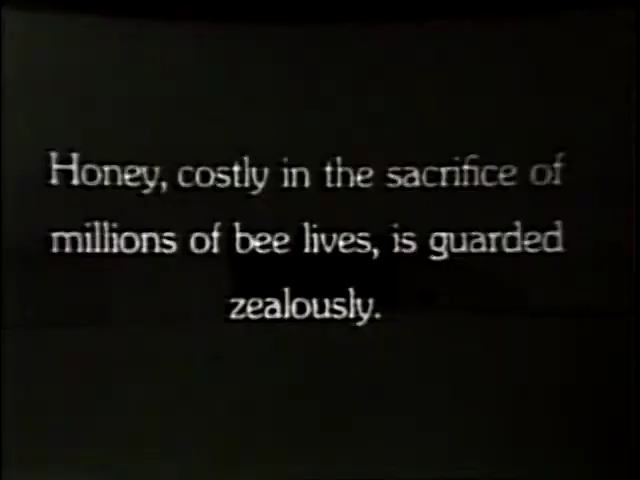 Honey, costly in the sacrifice of
millions of bee lives, is guarded
zealously.